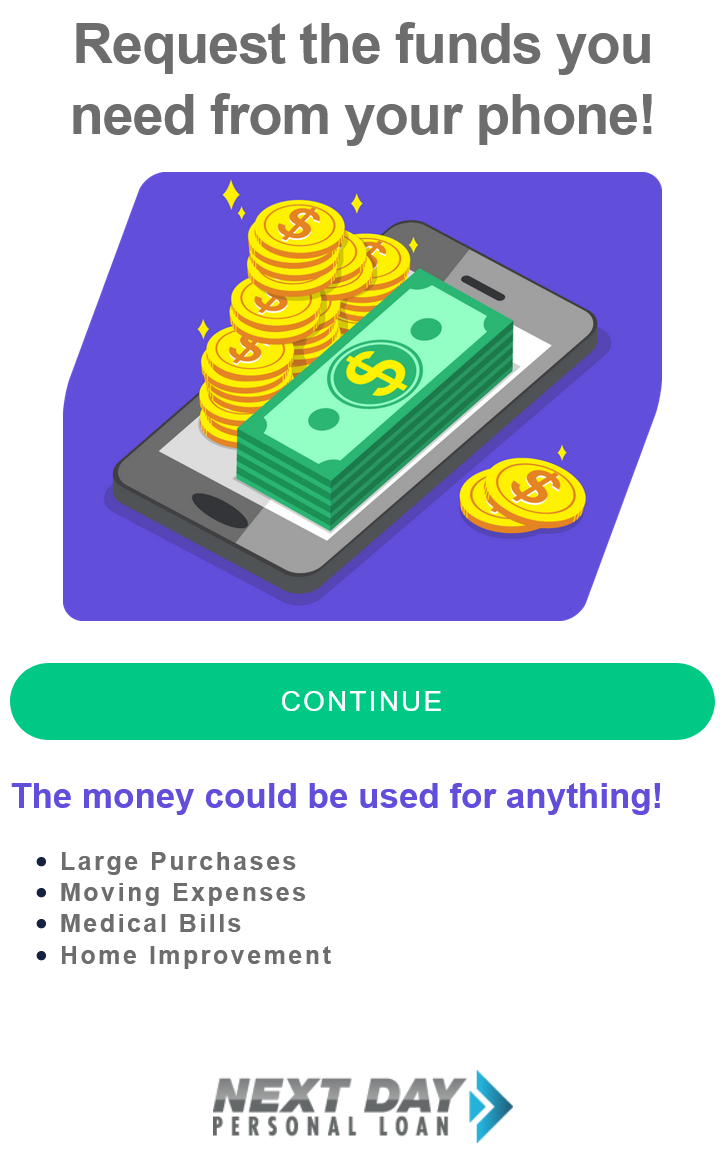 Request the funds you
need from your phone!
$
$
$
$
$
$
$
CONTINUE
The money could be used for anything!
• Large Purchases
• Moving Expenses
• Medical Bills
• Home Improvement
NEXT DAY
PERSONAL LOAN